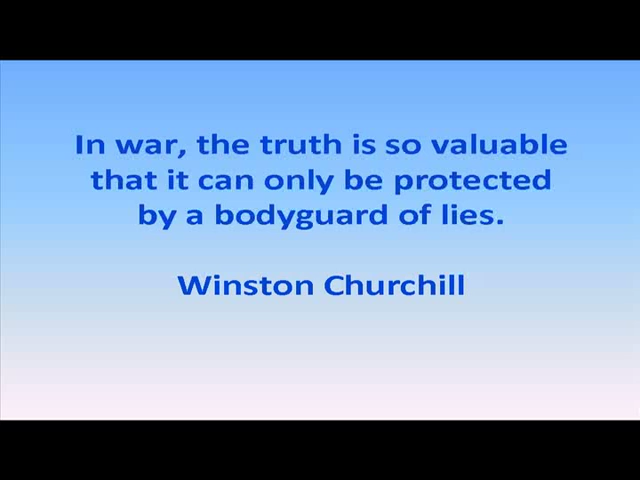 In war, the truth is so valuable
that it can only be protected
by a bodyguard of lies.
Winston Churchill